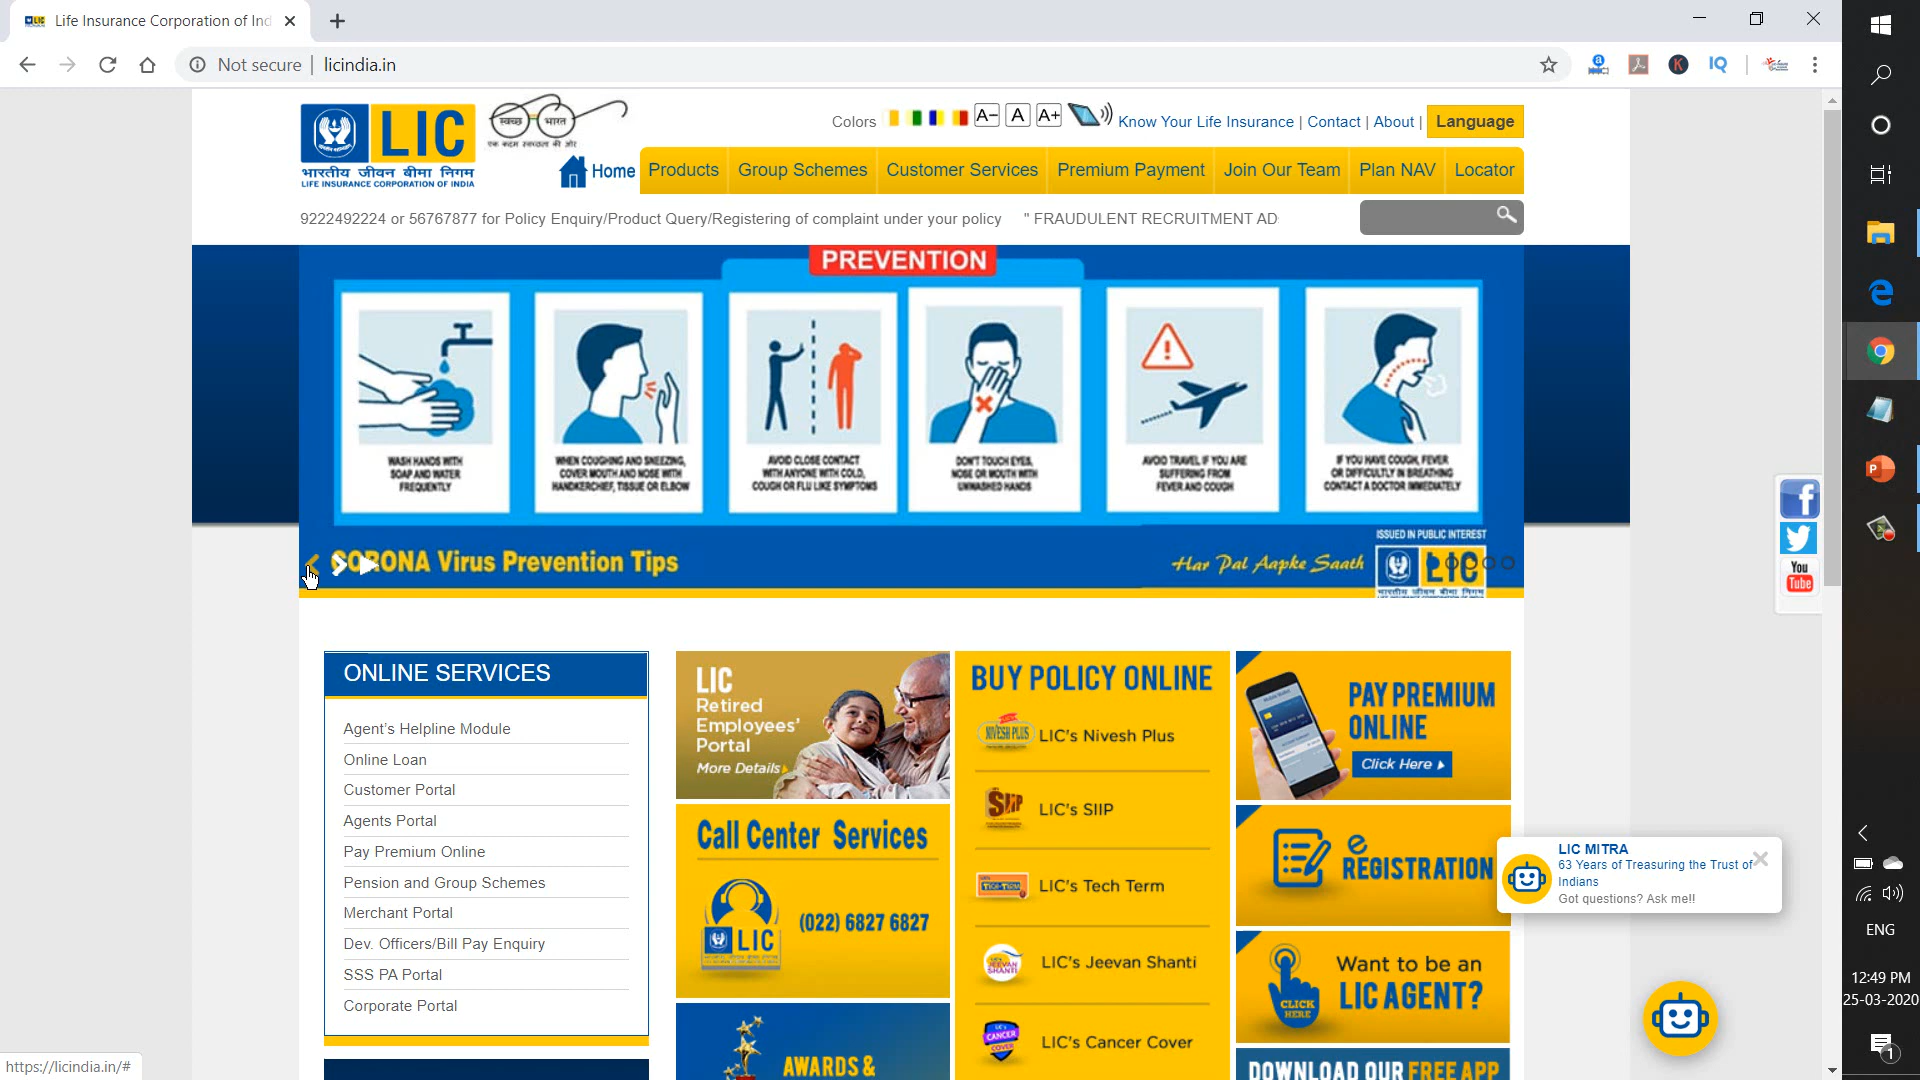 Life Insurance Corporation of Ind
Not secure | licindia.in
IQ
स्वच्छ भारत
एक कदम स्वच्छता की ओर
LIC
भारतीय जीवन बीमा निगम
LIFE INSURANCE CORPORATION OF INDIA
Colors A- A A+ Know Your Life Insurance | Contact | About | Language
Home Products Group Schemes Customer Services Premium Payment Join Our Team Plan NAV Locator
9222492224 or 56767877 for Policy Enquiry/Product Query/Registering of complaint under your policy " FRAUDULENT RECRUITMENT AD
PREVENTION
WASH HANDS WITH
SOAP AND WATER
FREQUENTLY
WHEN COUGHING AND SNEEZING,
COVER MOUTH AND NOSE WITH
HANDKERCHIEF, TISSUE OR ELBOW
AVOID CLOSE CONTACT
WITH ANYONE WITH COLD,
COUGH OR FLU LIKE SYMPTOMS
DON'T TOUCH EYES,
NOSE OR MOUTH WITH
UNWASHED HANDS
AVOID TRAVEL IF YOU ARE
SUFFERING FROM
FEVER AND COUGH
IF YOU HAVE COUGH, FEVER
OR DIFFICULTLY IN BREATHING
CONTACT A DOCTOR IMMEDIATELY
CORONA Virus Prevention Tips
Har Pal Aapke Saath
ISSUED IN PUBLIC INTEREST
LIC
भारतीय जीवन बीमा निगम
You
Tube
ONLINE SERVICES
Agent's Helpline Module
Online Loan
Customer Portal
Agents Portal
Pay Premium Online
Pension and Group Schemes
Merchant Portal
Dev. Officers/Bill Pay Enquiry
SSS PA Portal
Corporate Portal
LIC
Retired
Employees'
Portal
More Details
Call Center Services
LIC
(022) 6827 6827
AWARDS &
BUY POLICY ONLINE
NIVESH PLUS LIC's Nivesh Plus
SIIP LIC's SIIP
TECH-TERM LIC's Tech Term
JEEVAN SHANTI LIC's Jeevan Shanti
CANCER COVER LIC's Cancer Cover
PAY PREMIUM
ONLINE
Click Here
e
REGISTRATION
CLICK
HERE
Want to be an
LIC AGENT?
DOWNLOAD OUR FREE APP
LIC MITRA
63 Years of Treasuring the Trust of
Indians
Got questions? Ask me!!
ENG
12:49 PM
25-03-2020
1
https://licindia.in/#